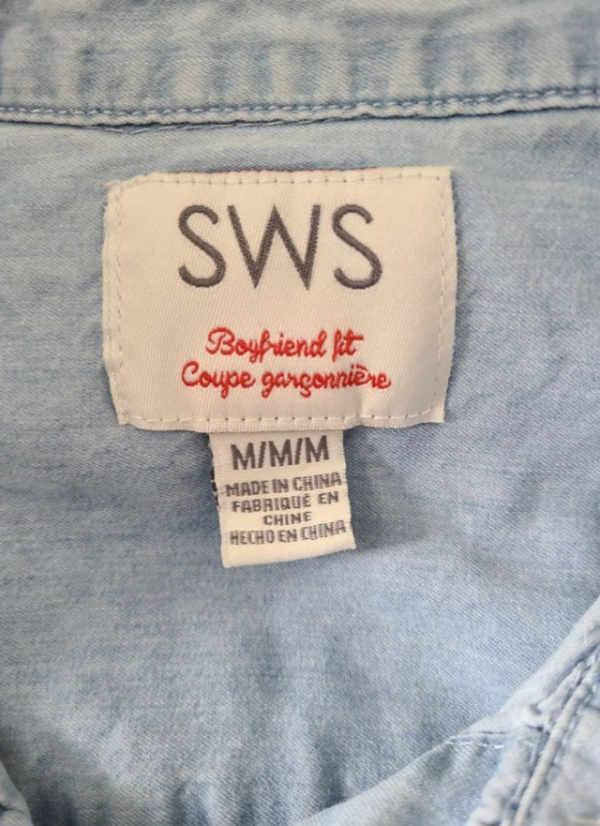 SWS
Boyfriend fit
Coupe garçonnière
M/M/M
MADE IN CHINA
FABRIQUÉ EN
CHINE
HECHO EN CHINA